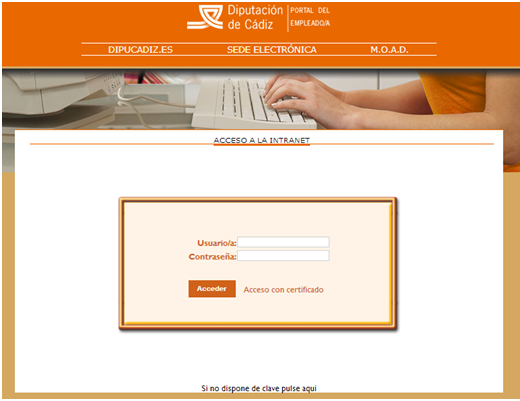 Diputación
de Cádiz
PORTAL DEL
EMPLEADO/A
DIPUCADIZ.ES SEDE ELECTRÓNICA M.O.A.D.
ACCESO A LA INTRANET
Usuario/a:
Contraseña:
Acceder Acceso con certificado
Si no dispone de clave pulse aqui